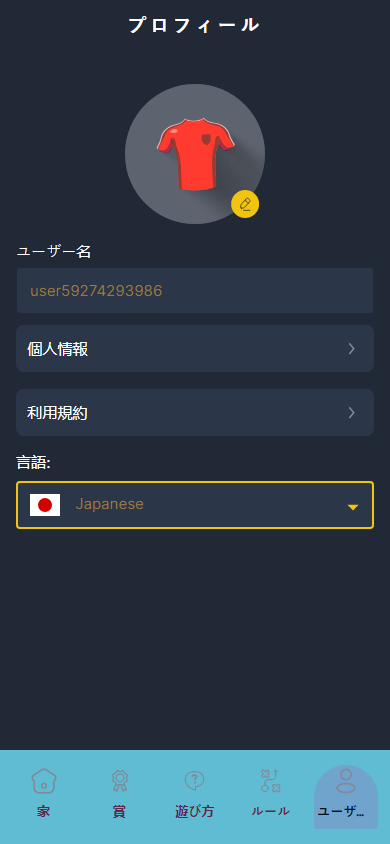 プロフィール
ユーザー名
user59274293986
個人情報
利用規約
言語:
Japanese
家
賞
遊び方
ルール
ユーザ...